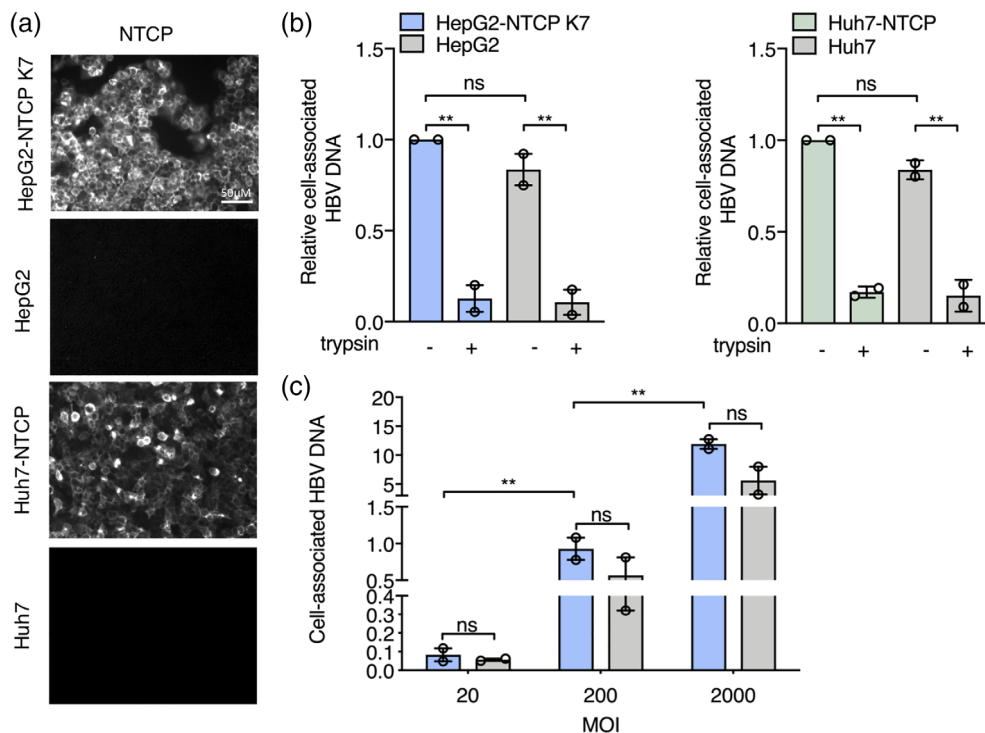 (a)
NTCP
HepG2-NTCP K7
50μM
HepG2
Huh7-NTCP
Huh7
(b)
HepG2-NTCP K7
HepG2
Relative cell-associated
HBV DNA
1.5
1.0
0.5
0.0
ns
** **
trypsin - + - +
Huh7-NTCP
Huh7
Relative cell-associated
HBV DNA
1.5
1.0
0.5
0.0
ns
** **
- + - +
(c)
Cell-associated HBV DNA
20
15
10
5
1.5
1.0
0.5
0.4
0.3
0.2
0.1
0.0
**
ns
**
ns
ns
20 200 2000
MOI